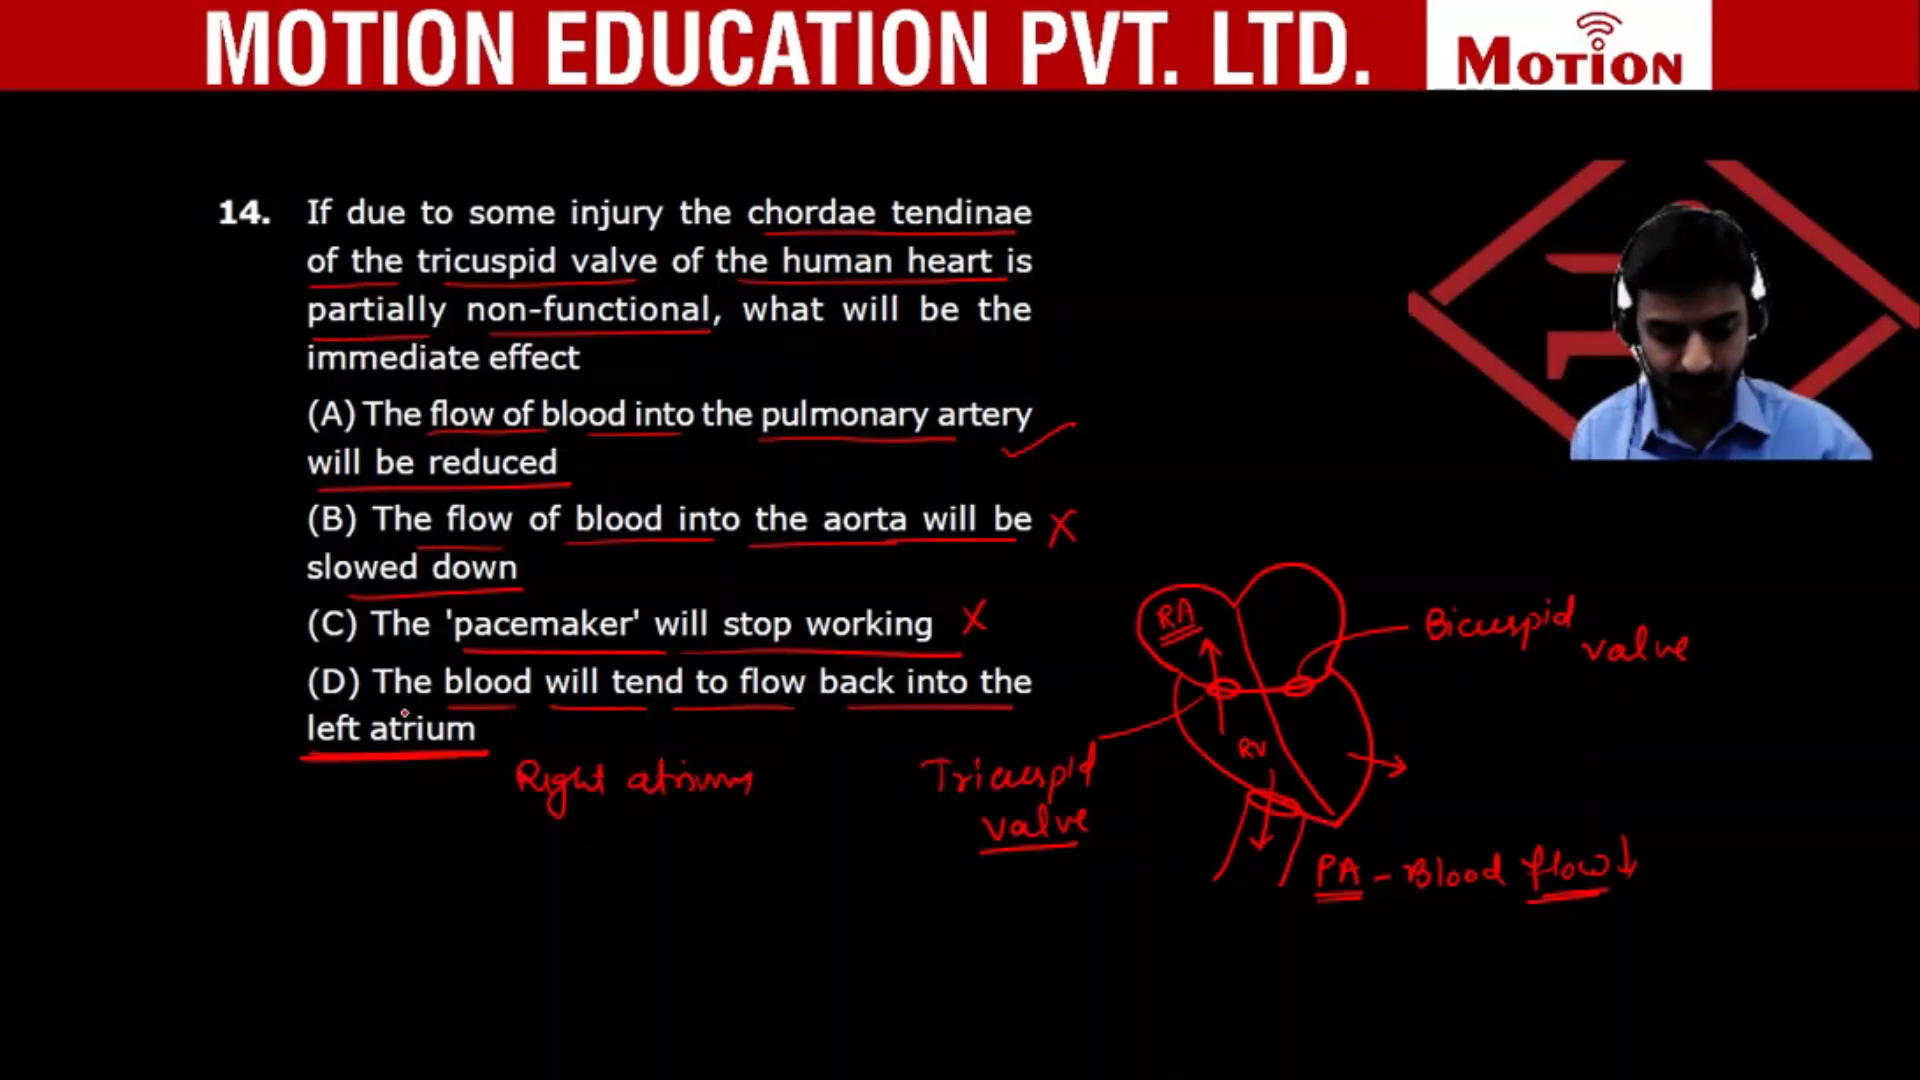 MOTION EDUCATION PVT. LTD.
MOTION
14. If due to some injury the chordae tendinae
of the tricuspid valve of the human heart is
partially non-functional, what will be the
immediate effect
(A) The flow of blood into the pulmonary artery
will be reduced
(B) The flow of blood into the aorta will be
slowed down
(C) The 'pacemaker' will stop working
(D) The blood will tend to flow back into the
left atrium
Right atrium
RA
Bicuspid
valve
RV
Tricuspid
valve
PA - Blood flow ↓